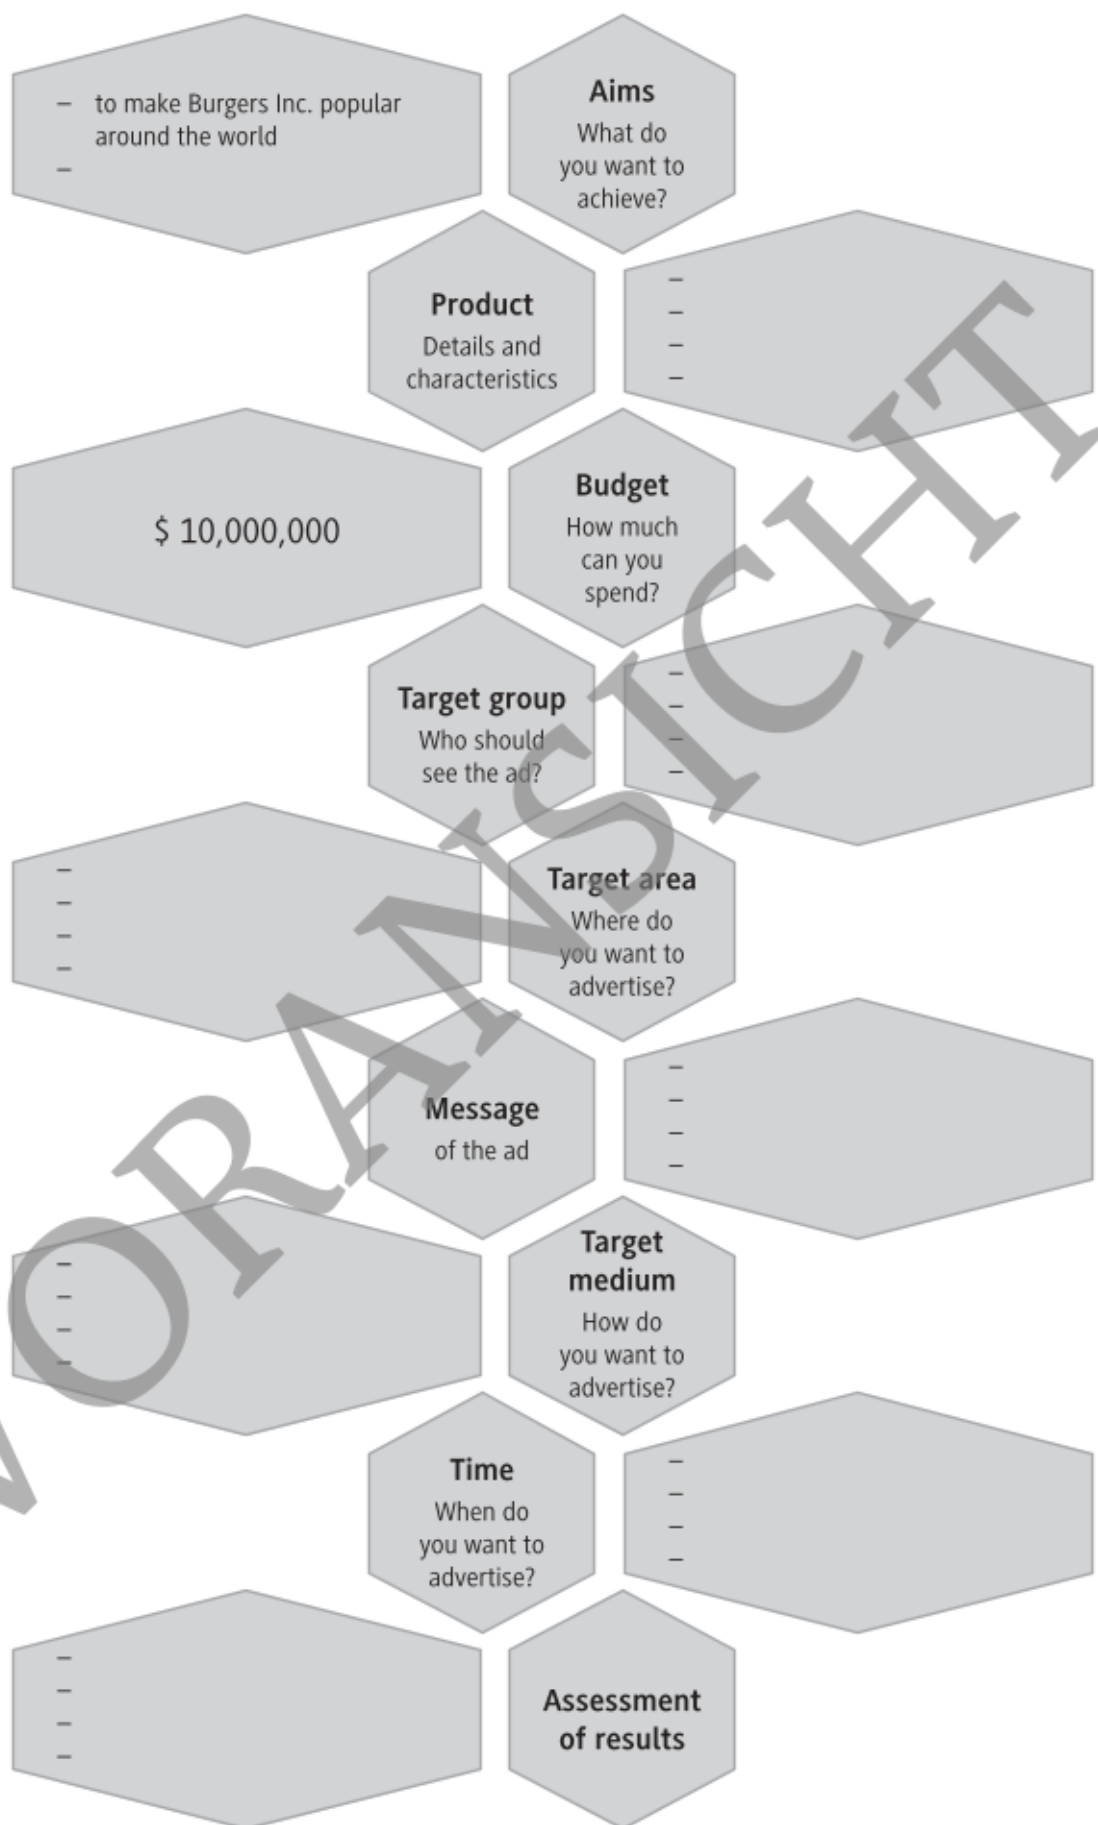 – to make Burgers Inc. popular
around the world
–
Aims
What do
you want to
achieve?
Product
Details and
characteristics
–
–
–
–
$ 10,000,000
Budget
How much
can you
spend?
Target group
Who should
see the ad?
–
–
–
–
–
–
–
–
Target area
Where do
you want to
advertise?
Message
of the ad
–
–
–
–
–
–
–
–
Target
medium
How do
you want to
advertise?
Time
When do
you want to
advertise?
–
–
–
–
–
–
–
–
Assessment
of results
VORANSICHT